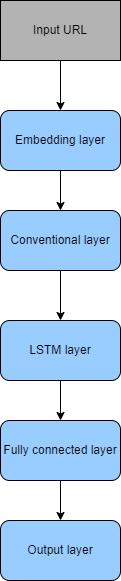 Input URL
Embedding layer
Conventional layer
LSTM layer
Fully connected layer
Output layer